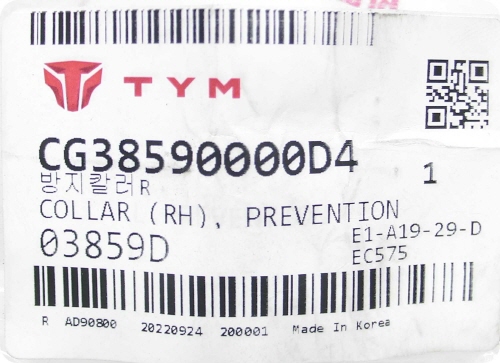 TYM
CG38590000D4
방지칼러R
1
COLLAR (RH), PREVENTION
03859D
E1-A19-29-D
EC575
R AD90800 20220924 200001 Made In Korea